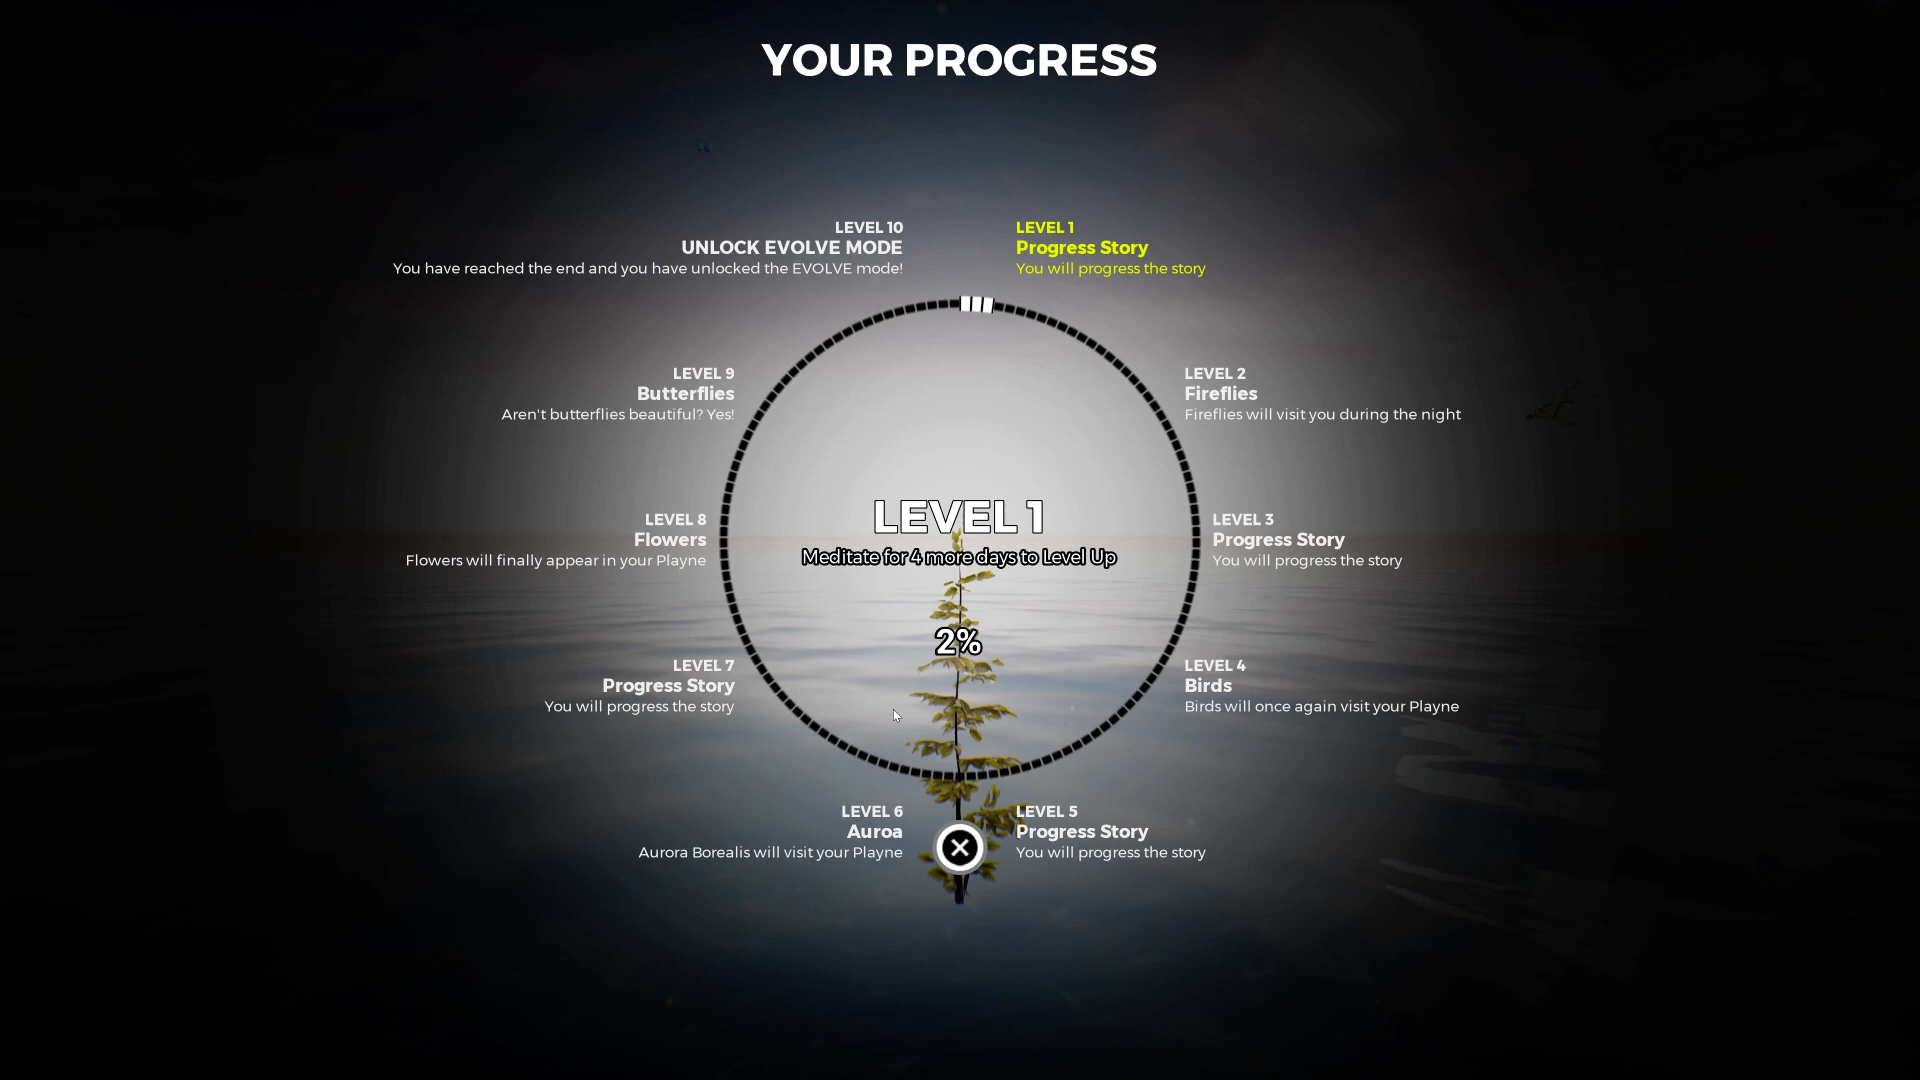 YOUR PROGRESS
LEVEL 10
UNLOCK EVOLVE MODE
You have reached the end and you have unlocked the EVOLVE mode!
LEVEL 1
Progress Story
You will progress the story
LEVEL 9
Butterflies
Aren't butterflies beautiful? Yes!
LEVEL 2
Fireflies
Fireflies will visit you during the night
LEVEL 8
Flowers
Flowers will finally appear in your Playne
LEVEL 1
Meditate for 4 more days to Level Up
2%
LEVEL 3
Progress Story
You will progress the story
LEVEL 7
Progress Story
You will progress the story
LEVEL 4
Birds
Birds will once again visit your Playne
LEVEL 6
Auroa
Aurora Borealis will visit your Playne
LEVEL 5
Progress Story
You will progress the story